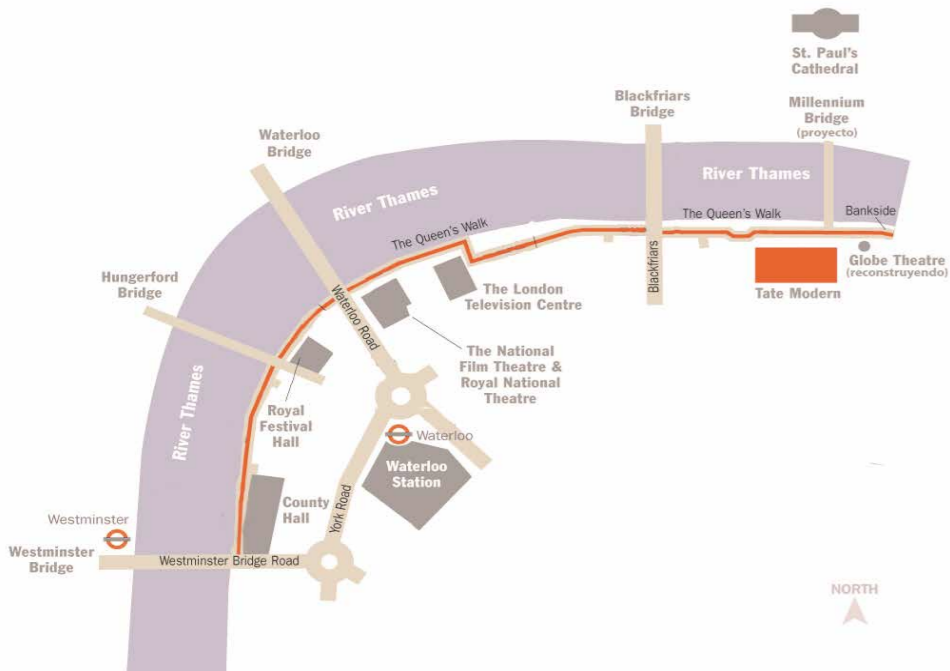 St. Paul's
Cathedral
Blackfriars
Bridge
Millennium
Bridge
(proyecto)
Waterloo
Bridge
River Thames
River Thames
The Queen's Walk
The Queen's Walk
Bankside
Hungerford
Bridge
Blackfriars
Globe Theatre
(reconstruyendo)
The London
Television Centre
Tate Modern
Waterloo Road
The National
Film Theatre &
Royal National
Theatre
River Thames
Royal
Festival
Hall
Waterloo
Waterloo
Station
County
Hall
York Road
Westminster
Westminster
Bridge
Westminster Bridge Road
NORTH